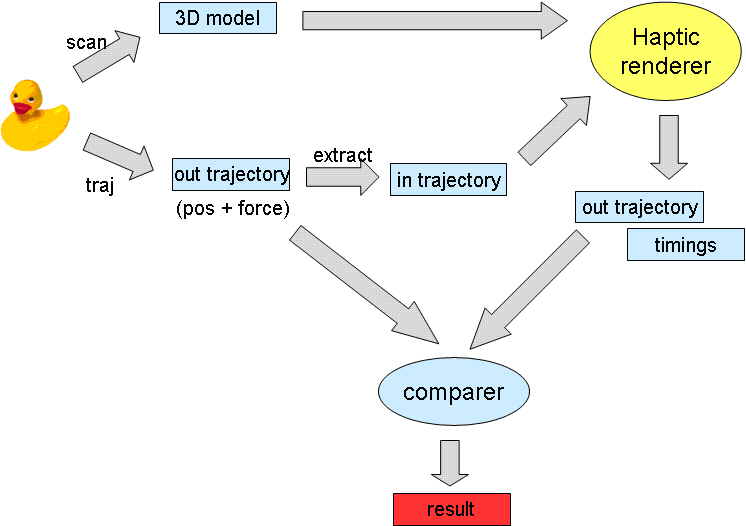 3D model
scan
Haptic
renderer
extract
out trajectory
in trajectory
traj
(pos + force)
out trajectory
timings
comparer
result